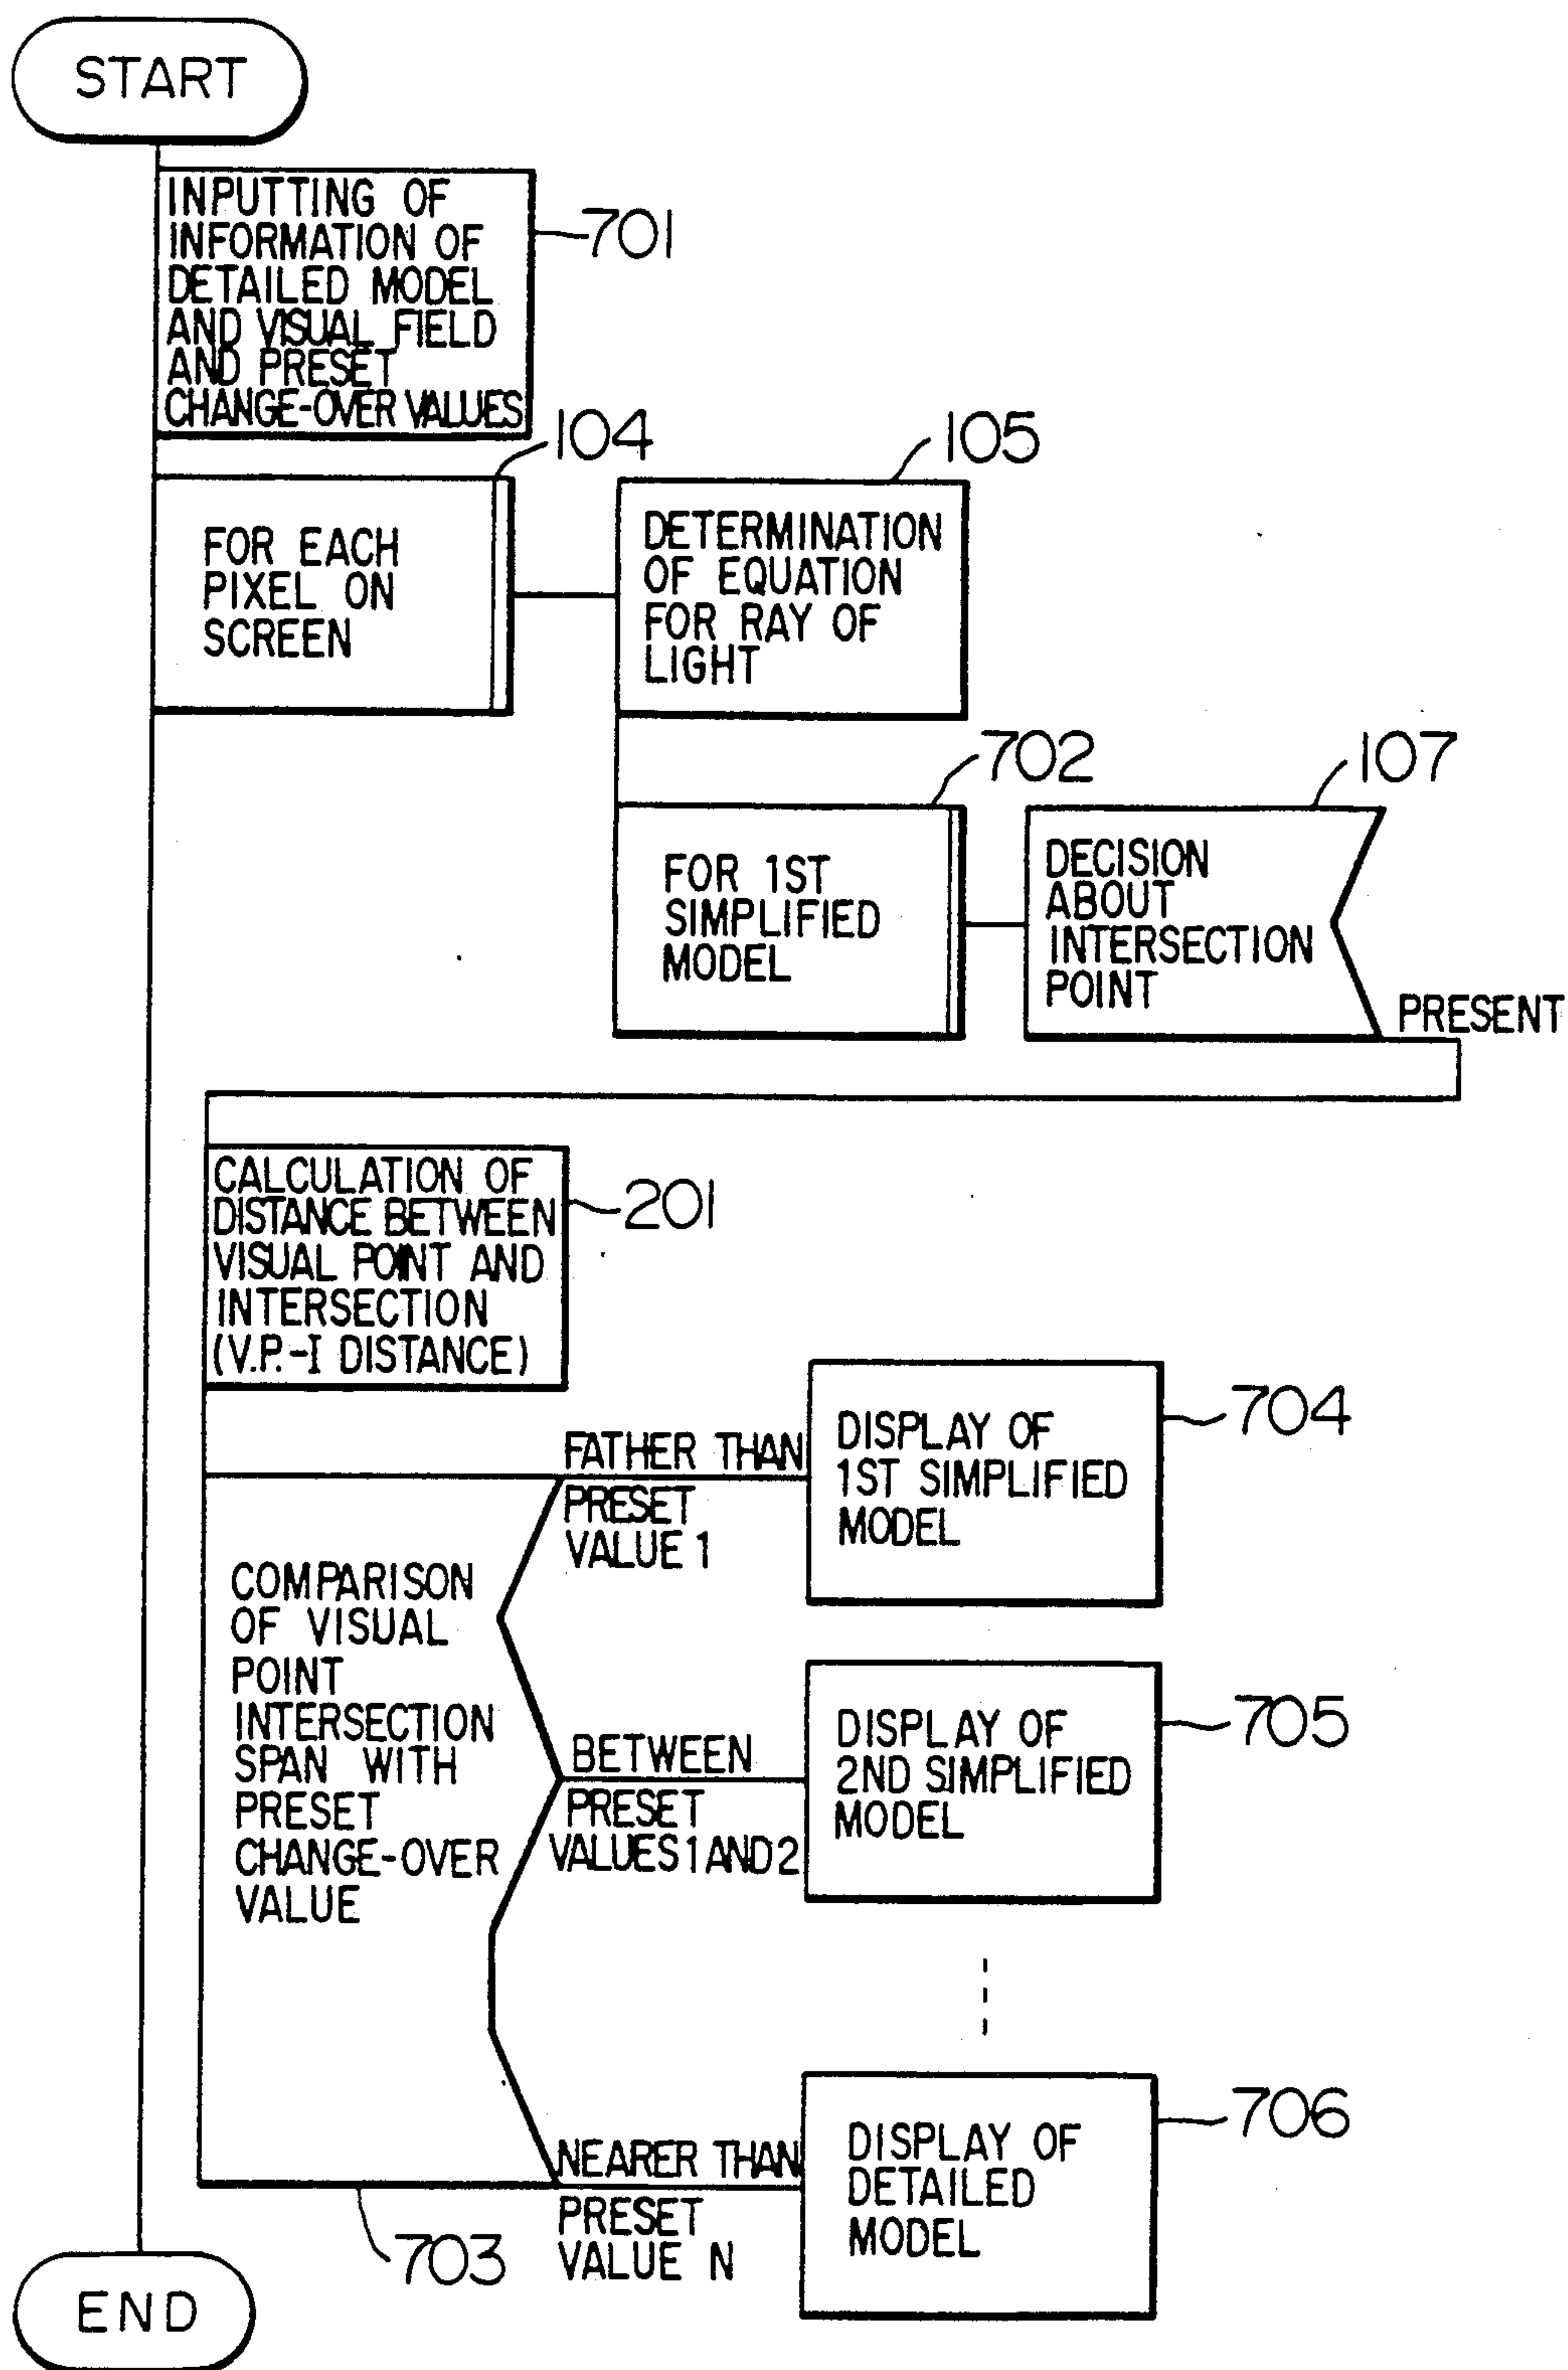 START
INPUTTING OF
INFORMATION OF
DETAILED MODEL
AND VISUAL FIELD
AND PRESET
CHANGE-OVER VALUES
701
104
FOR EACH
PIXEL ON
SCREEN
105
DETERMINATION
OF EQUATION
FOR RAY OF
LIGHT
702
FOR 1ST
SIMPLIFIED
MODEL
107
DECISION
ABOUT
INTERSECTION
POINT
PRESENT
CALCULATION OF
DISTANCE BETWEEN
VISUAL POINT AND
INTERSECTION
(V.P.-I DISTANCE)
201
COMPARISON
OF VISUAL
POINT
INTERSECTION
SPAN WITH
PRESET
CHANGE-OVER
VALUE
703
FATHER THAN
PRESET
VALUE 1
DISPLAY OF
1ST SIMPLIFIED
MODEL
704
BETWEEN
PRESET
VALUES 1 AND 2
DISPLAY OF
2ND SIMPLIFIED
MODEL
705
NEARER THAN
PRESET
VALUE N
DISPLAY OF
DETAILED
MODEL
706
END